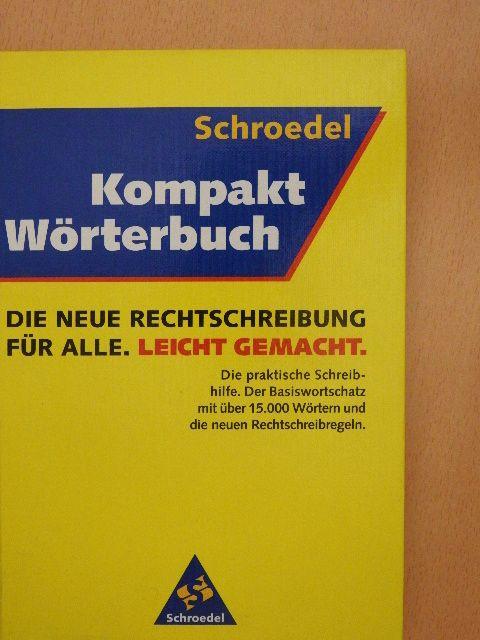 Schroedel
Kompakt
Wörterbuch
DIE NEUE RECHTSCHREIBUNG
FÜR ALLE. LEICHT GEMACHT.
Die praktische Schreib-
hilfe. Der Basiswortschatz
mit über 15.000 Wörtern und
die neuen Rechtschreibregeln.
S
Schroedel